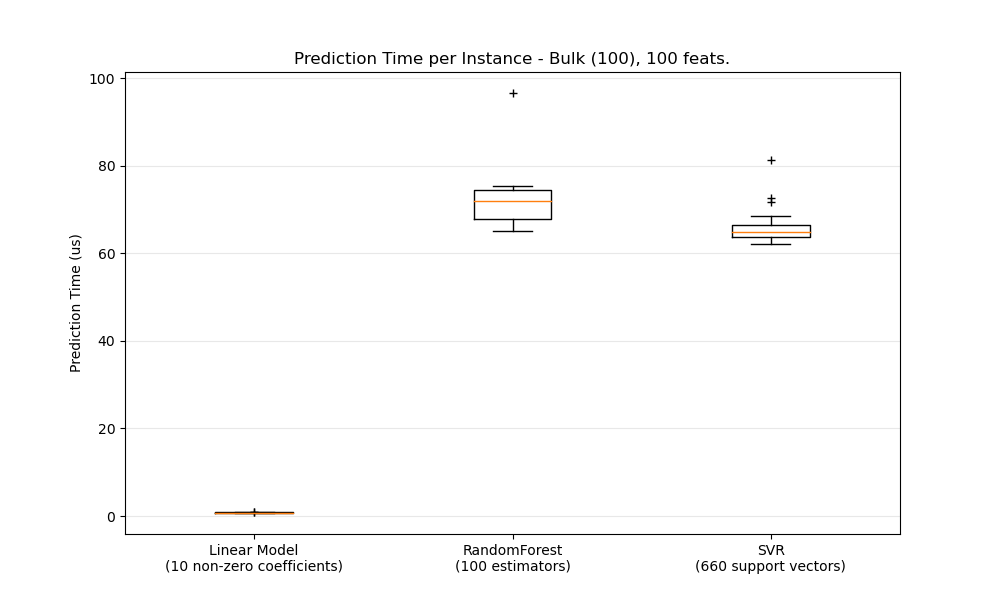 Prediction Time per Instance - Bulk (100), 100 feats.
100
80
60
40
20
0
Prediction Time (us)
Linear Model
(10 non-zero coefficients)
RandomForest
(100 estimators)
SVR
(660 support vectors)